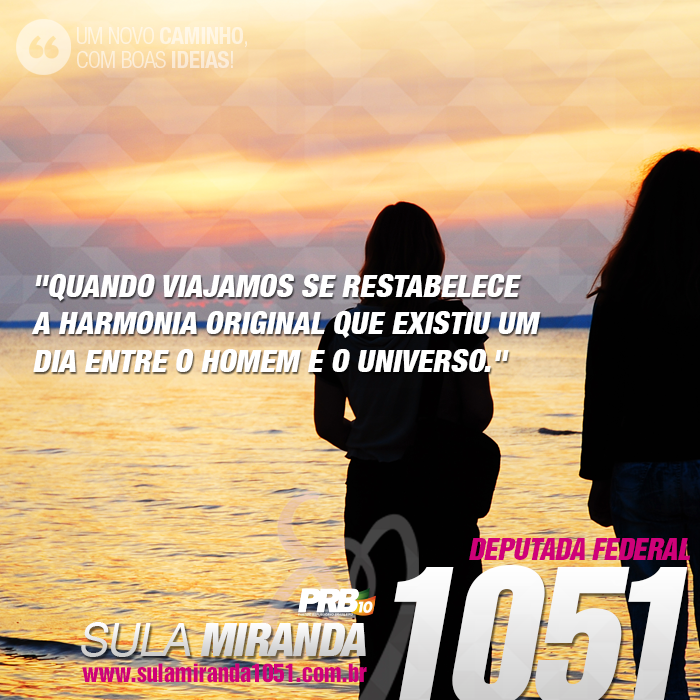 UM NOVO CAMINHO,
COM BOAS IDEIAS!
"QUANDO VIAJAMOS SE RESTABELECE
A HARMONIA ORIGINAL QUE EXISTIU UM
DIA ENTRE O HOMEM E O UNIVERSO."
DEPUTADA FEDERAL
1051
PRB10
SULA MIRANDA
www.sulamiranda1051.com.br